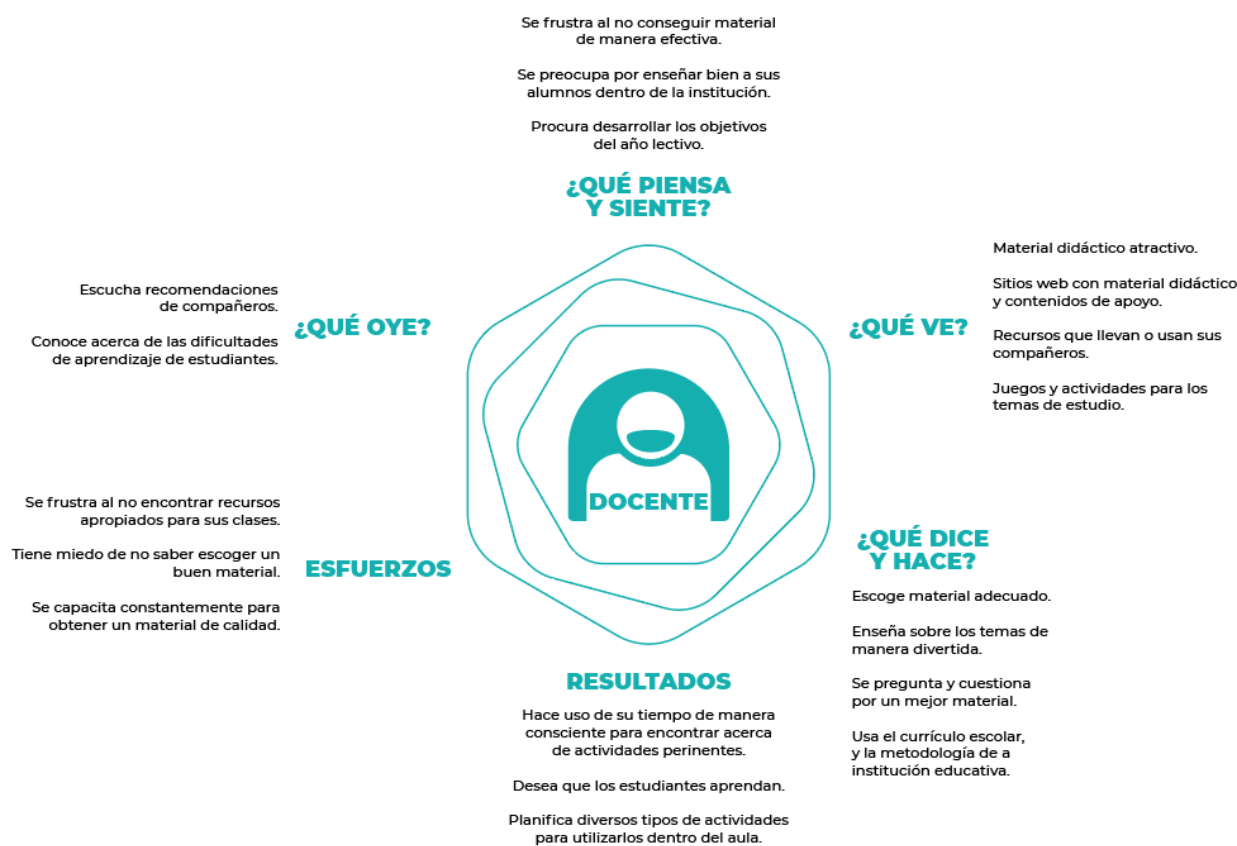 Se frustra al no conseguir material
de manera efectiva.
Se preocupa por enseñar bien a sus
alumnos dentro de la institución.
Procura desarrollar los objetivos
del año lectivo.
¿QUÉ PIENSA
Y SIENTE?
Escucha recomendaciones
de compañeros.
Conoce acerca de las dificultades
de aprendizaje de estudiantes.
¿QUÉ OYE?
¿QUÉ VE?
Material didáctico atractivo.
Sitios web con material didáctico
y contenidos de apoyo.
Recursos que llevan o usan sus
compañeros.
Juegos y actividades para los
temas de estudio.
DOCENTE
Se frustra al no encontrar recursos
apropiados para sus clases.
Tiene miedo de no saber escoger un
buen material.
Se capacita constantemente para
obtener un material de calidad.
ESFUERZOS
¿QUÉ DICE
Y HACE?
Escoge material adecuado.
Enseña sobre los temas de
manera divertida.
Se pregunta y cuestiona
por un mejor material.
Usa el currículo escolar,
y la metodología de a
institución educativa.
RESULTADOS
Hace uso de su tiempo de manera
consciente para encontrar acerca
de actividades perinentes.
Desea que los estudiantes aprendan.
Planifica diversos tipos de actividades
para utilizarlos dentro del aula.